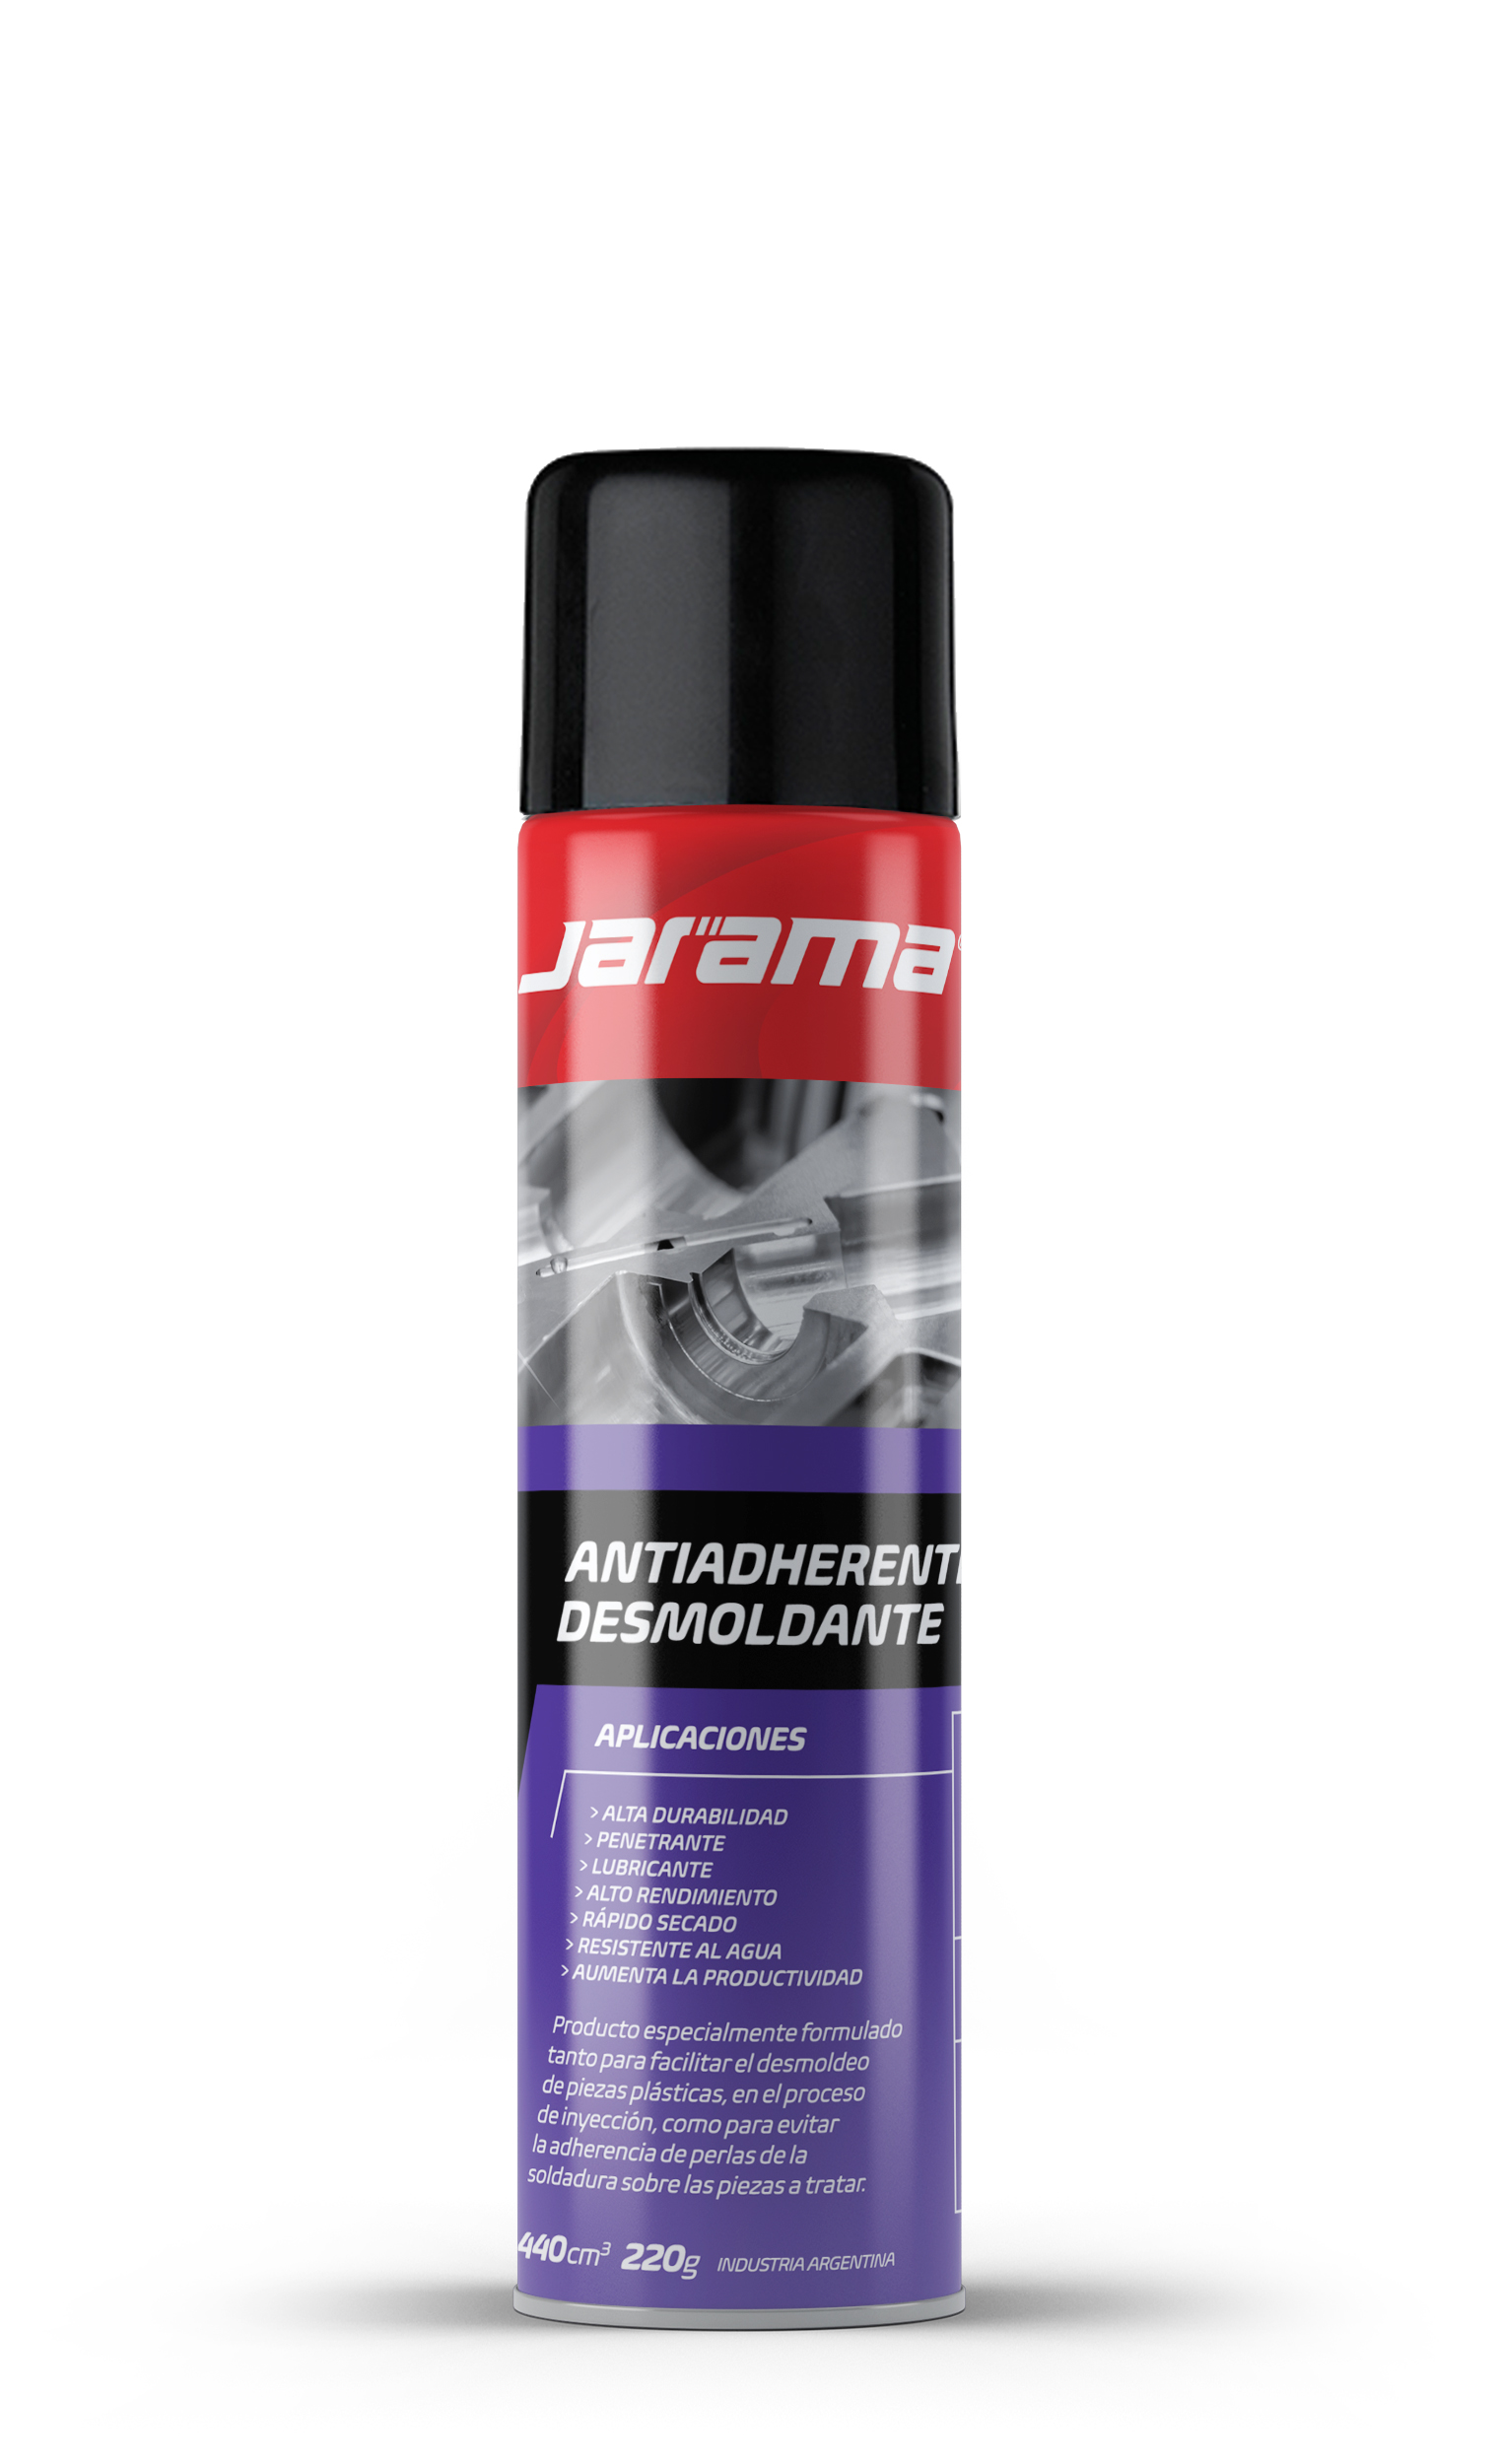 Jarama
ANTIADHERENTE
DESMOLDANTE
APLICACIONES
> ALTA DURABILIDAD
> PENETRANTE
> LUBRICANTE
> ALTO RENDIMIENTO
> RÁPIDO SECADO
> RESISTENTE AL AGUA
> AUMENTA LA PRODUCTIVIDAD
Producto especialmente formulado
tanto para facilitar el desmoldeo
de piezas plásticas, en el proceso
de inyección, como para evitar
la adherencia de perlas de la
soldadura sobre las piezas a tratar.
440cm³ 220g INDUSTRIA ARGENTINA